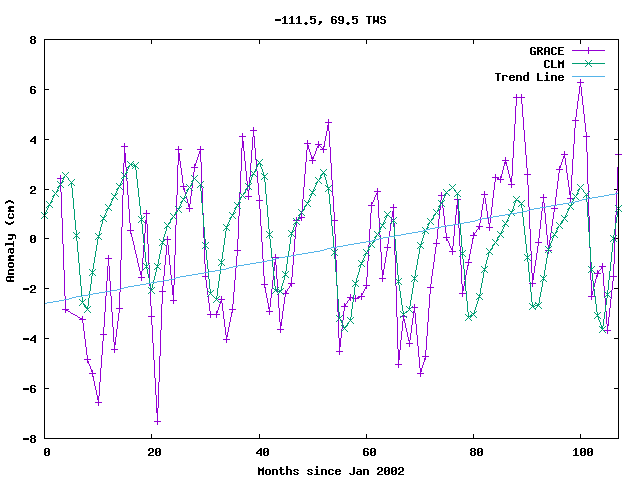 -111.5, 69.5 TWS
GRACE
CLM
Trend Line
8
6
4
2
0
-2
-4
-6
-8
Anomaly (cm)
0 20 40 60 80 100
Months since Jan 2002